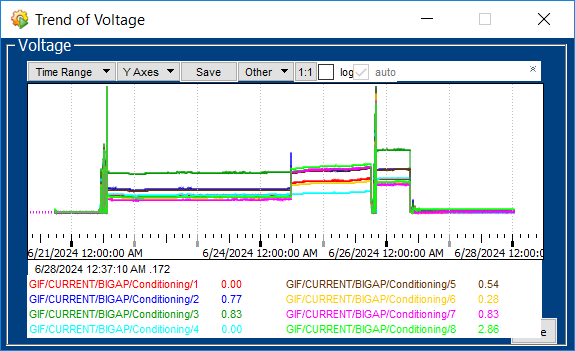 Trend of Voltage
Voltage
Time Range Y Axes Save Other 1:1 log auto
6/21/2024 12:00:00 AM 6/24/2024 12:00:00 AM 6/26/2024 12:00:00 AM 6/28/2024 12:00:0
6/28/2024 12:37:10 AM .172
GIF/CURRENT/BIGAP/Conditioning/1 0.00 GIF/CURRENT/BIGAP/Conditioning/5 0.54
GIF/CURRENT/BIGAP/Conditioning/2 0.77 GIF/CURRENT/BIGAP/Conditioning/6 0.28
GIF/CURRENT/BIGAP/Conditioning/3 0.83 GIF/CURRENT/BIGAP/Conditioning/7 0.83
GIF/CURRENT/BIGAP/Conditioning/4 0.00 GIF/CURRENT/BIGAP/Conditioning/8 2.86